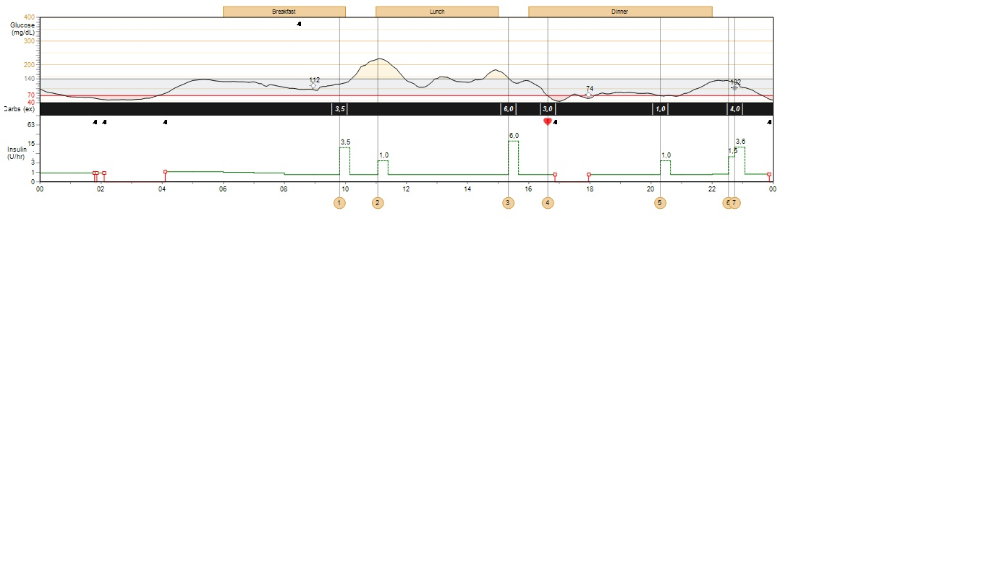 Breakfast Lunch Dinner
400
Glucose
(mg/dL)
300
200
140
112
102
74
70
40
Carbs (ex) 3,5 6,0 3,0 1,0 4,0
63
15
Insulin
(U/hr)
3,5 1,0 6,0 1,0 1,5 3,6
3
1
0
00 02 04 06 08 10 12 14 16 18 20 22 00
1 2 3 4 5 6 7